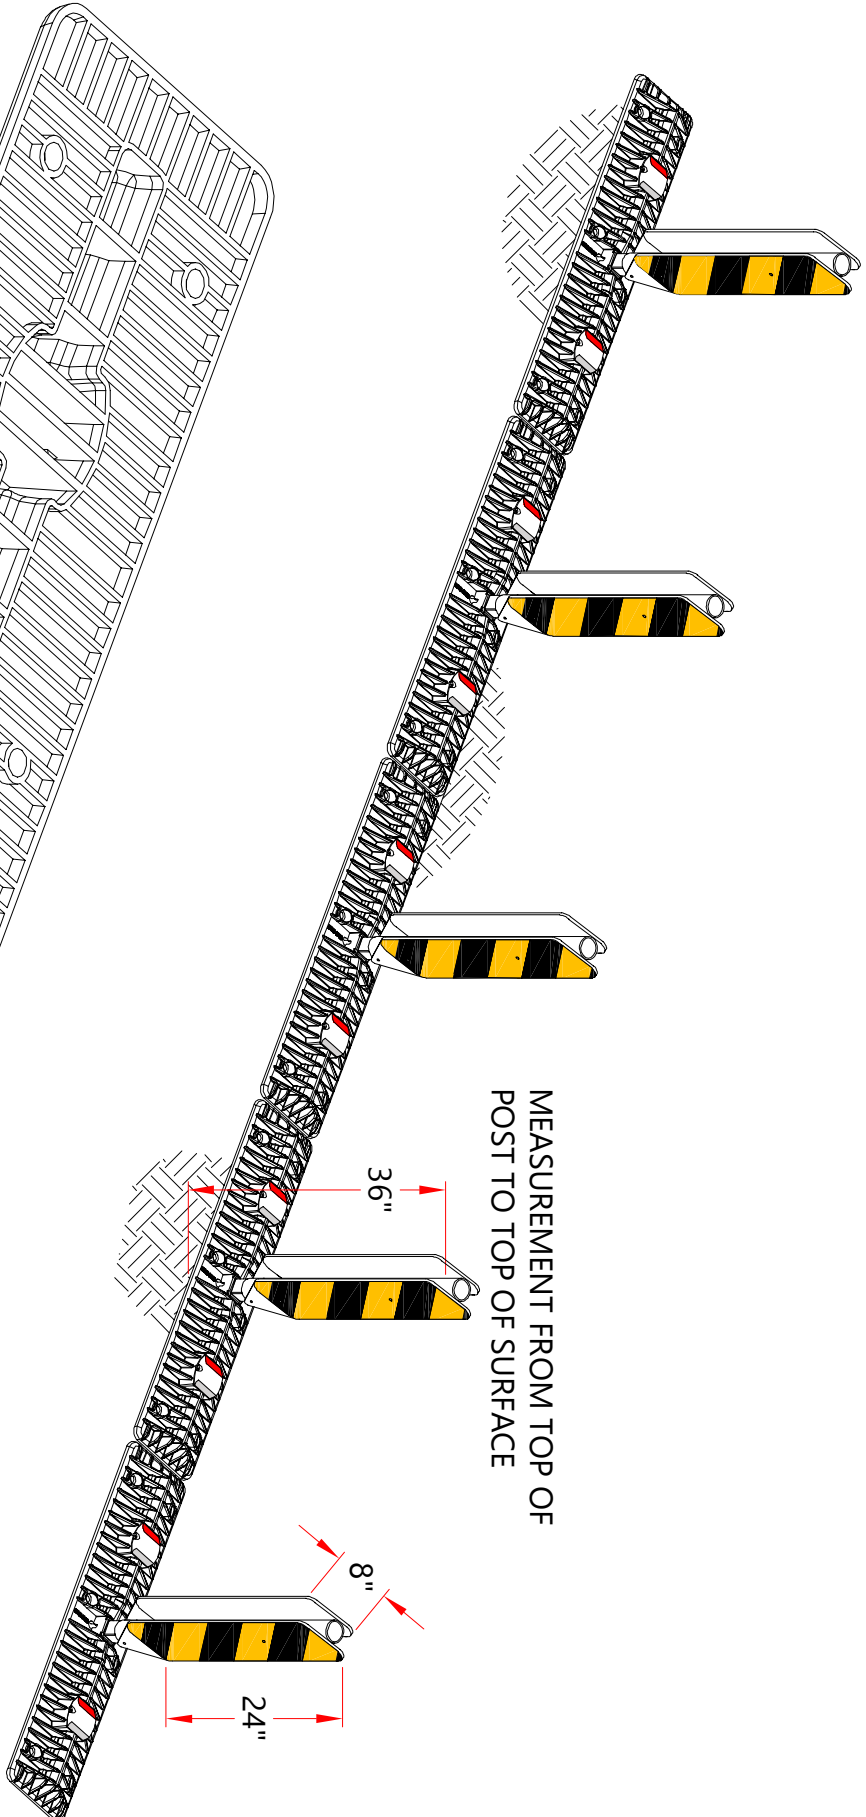 MEASUREMENT FROM TOP OF
POST TO TOP OF SURFACE
36"
8"
24"